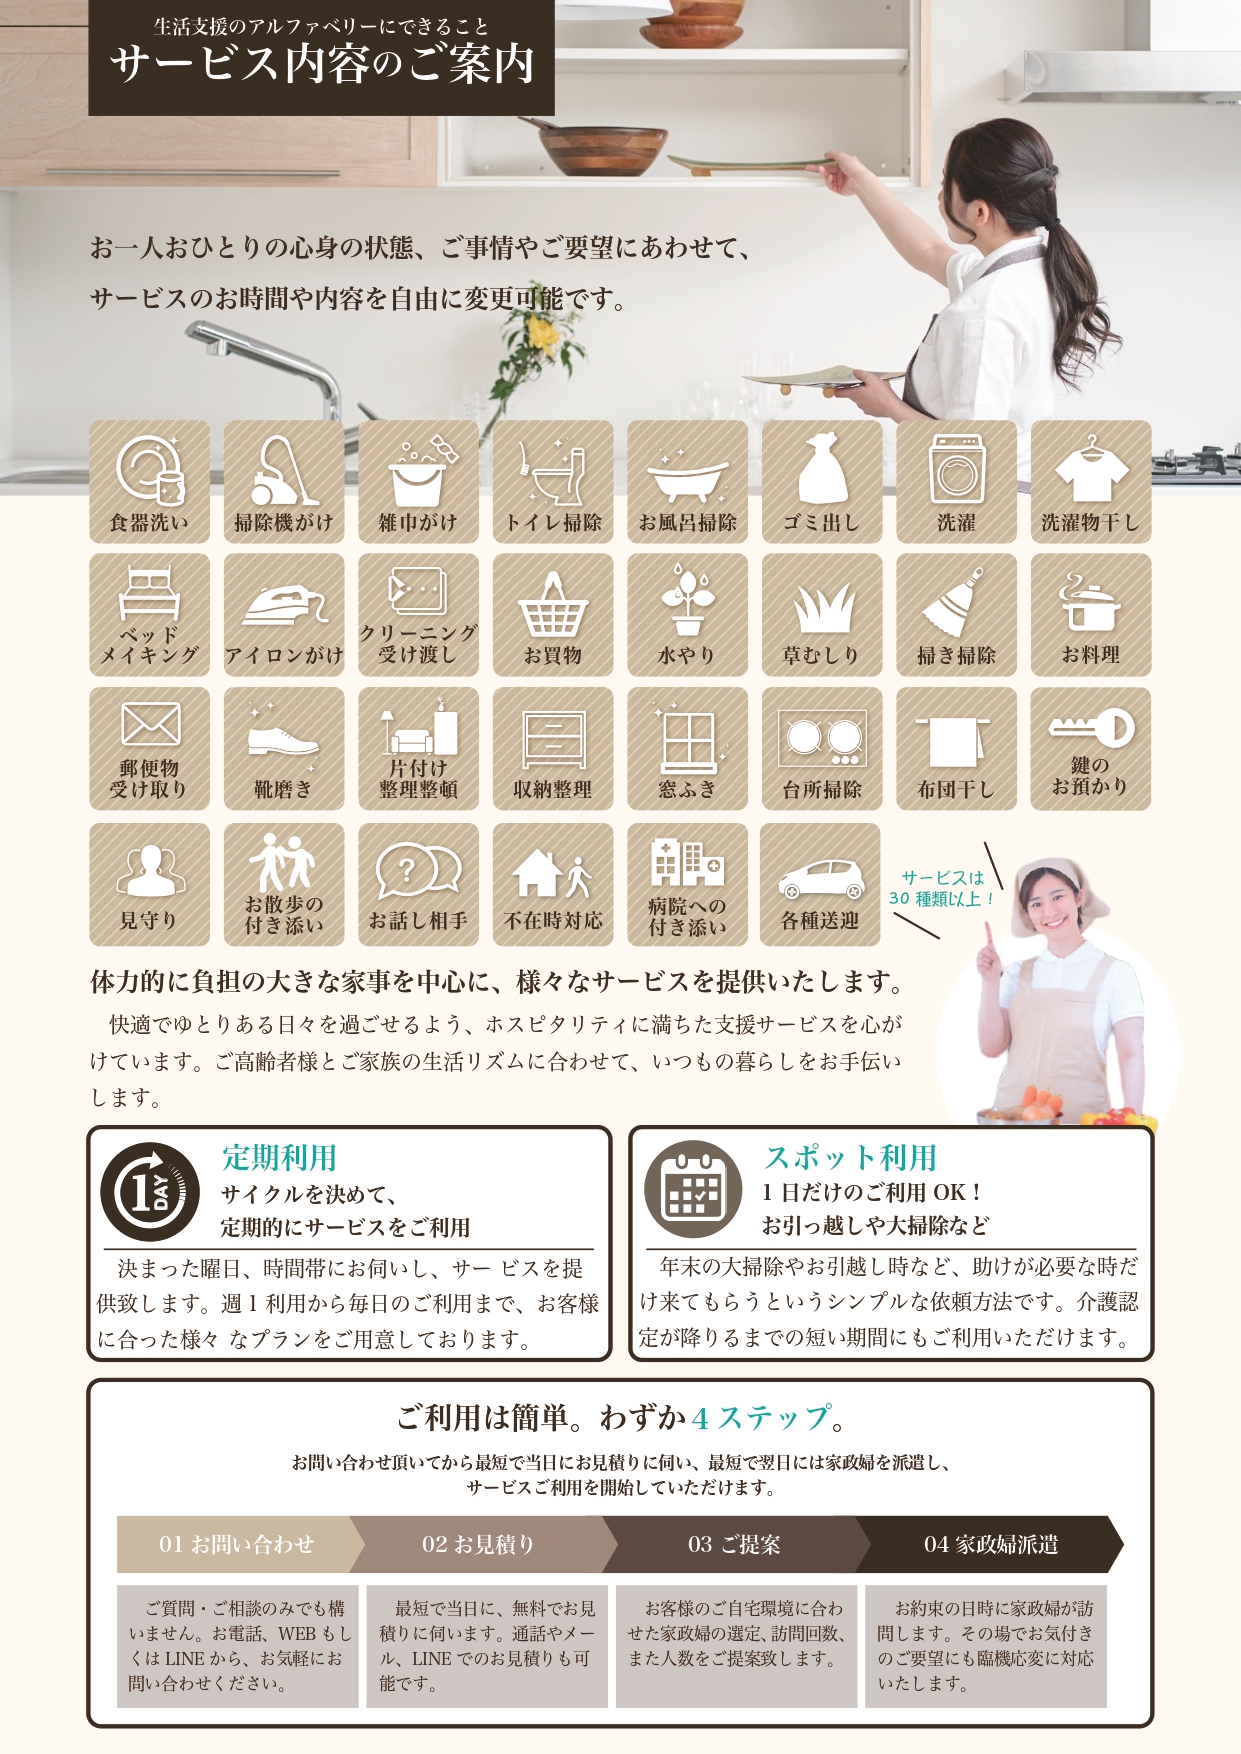 生活支援のアルファベリーにできること
サービス内容のご案内
お一人おひとりの心身の状態、ご事情やご要望にあわせて、
サービスのお時間や内容を自由に変更可能です。
食器洗い
掃除機がけ
雑巾がけ
トイレ掃除
お風呂掃除
ゴミ出し
洗濯
洗濯物干し
ベッド
メイキング
アイロンがけ
クリーニング
受け渡し
お買物
水やり
草むしり
掃き掃除
お料理
郵便物
受け取り
靴磨き
片付け
整理整頓
収納整理
窓ふき
台所掃除
布団干し
鍵の
お預かり
見守り
お散歩の
付き添い
?
お話し相手
不在時対応
病院への
付き添い
各種送迎
サービスは
30 種類以上！
体力的に負担の大きな家事を中心に、様々なサービスを提供いたします。
快適でゆとりある日々を過ごせるよう、ホスピタリティに満ちた支援サービスを心が
けています。ご高齢者様とご家族の生活リズムに合わせて、いつもの暮らしをお手伝い
します。
1 DAY
定期利用
サイクルを決めて、
定期的にサービスをご利用
決まった曜日、時間帯にお伺いし、サー ビスを提
供致します。週 1 利用から毎日のご利用まで、お客様
に合った様々 なプランをご用意しております。
スポット利用
1 日だけのご利用 OK！
お引っ越しや大掃除など
年末の大掃除やお引越し時など、助けが必要な時だ
け来てもらうというシンプルな依頼方法です。介護認
定が降りるまでの短い期間にもご利用いただけます。
ご利用は簡単。わずか 4 ステップ。
お問い合わせ頂いてから最短で当日にお見積りに伺い、最短で翌日には家政婦を派遣し、
サービスご利用を開始していただけます。
01 お問い合わせ
02 お見積り
03 ご提案
04 家政婦派遣
ご質問・ご相談のみでも構
いません。お電話、WEB もし
くは LINE から、お気軽にお
問い合わせください。
最短で当日に、無料でお見
積りに伺います。通話やメー
ル、LINE でのお見積りも可
能です。
お客様のご自宅環境に合わ
せた家政婦の選定、訪問回数、
また人数をご提案致します。
お約束の日時に家政婦が訪
問します。その場でお気付き
のご要望にも臨機応変に対応
いたします。